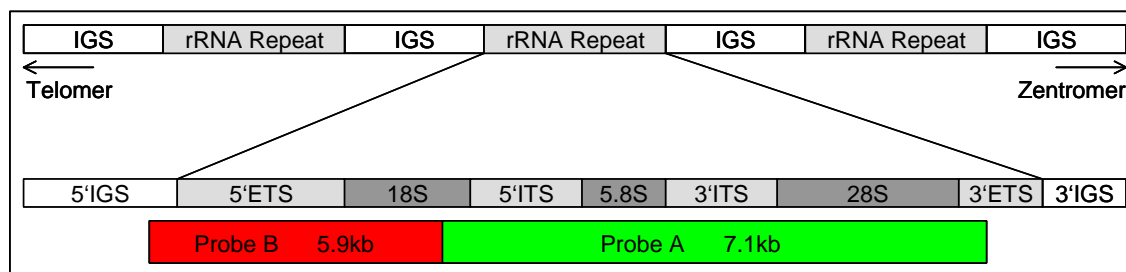 IGS rRNA Repeat IGS rRNA Repeat IGS rRNA Repeat IGS
Telomer Zentromer
5‘IGS 5‘ETS 18S 5‘ITS 5.8S 3‘ITS 28S 3‘ETS 3‘IGS
Probe B 5.9kb Probe A 7.1kb